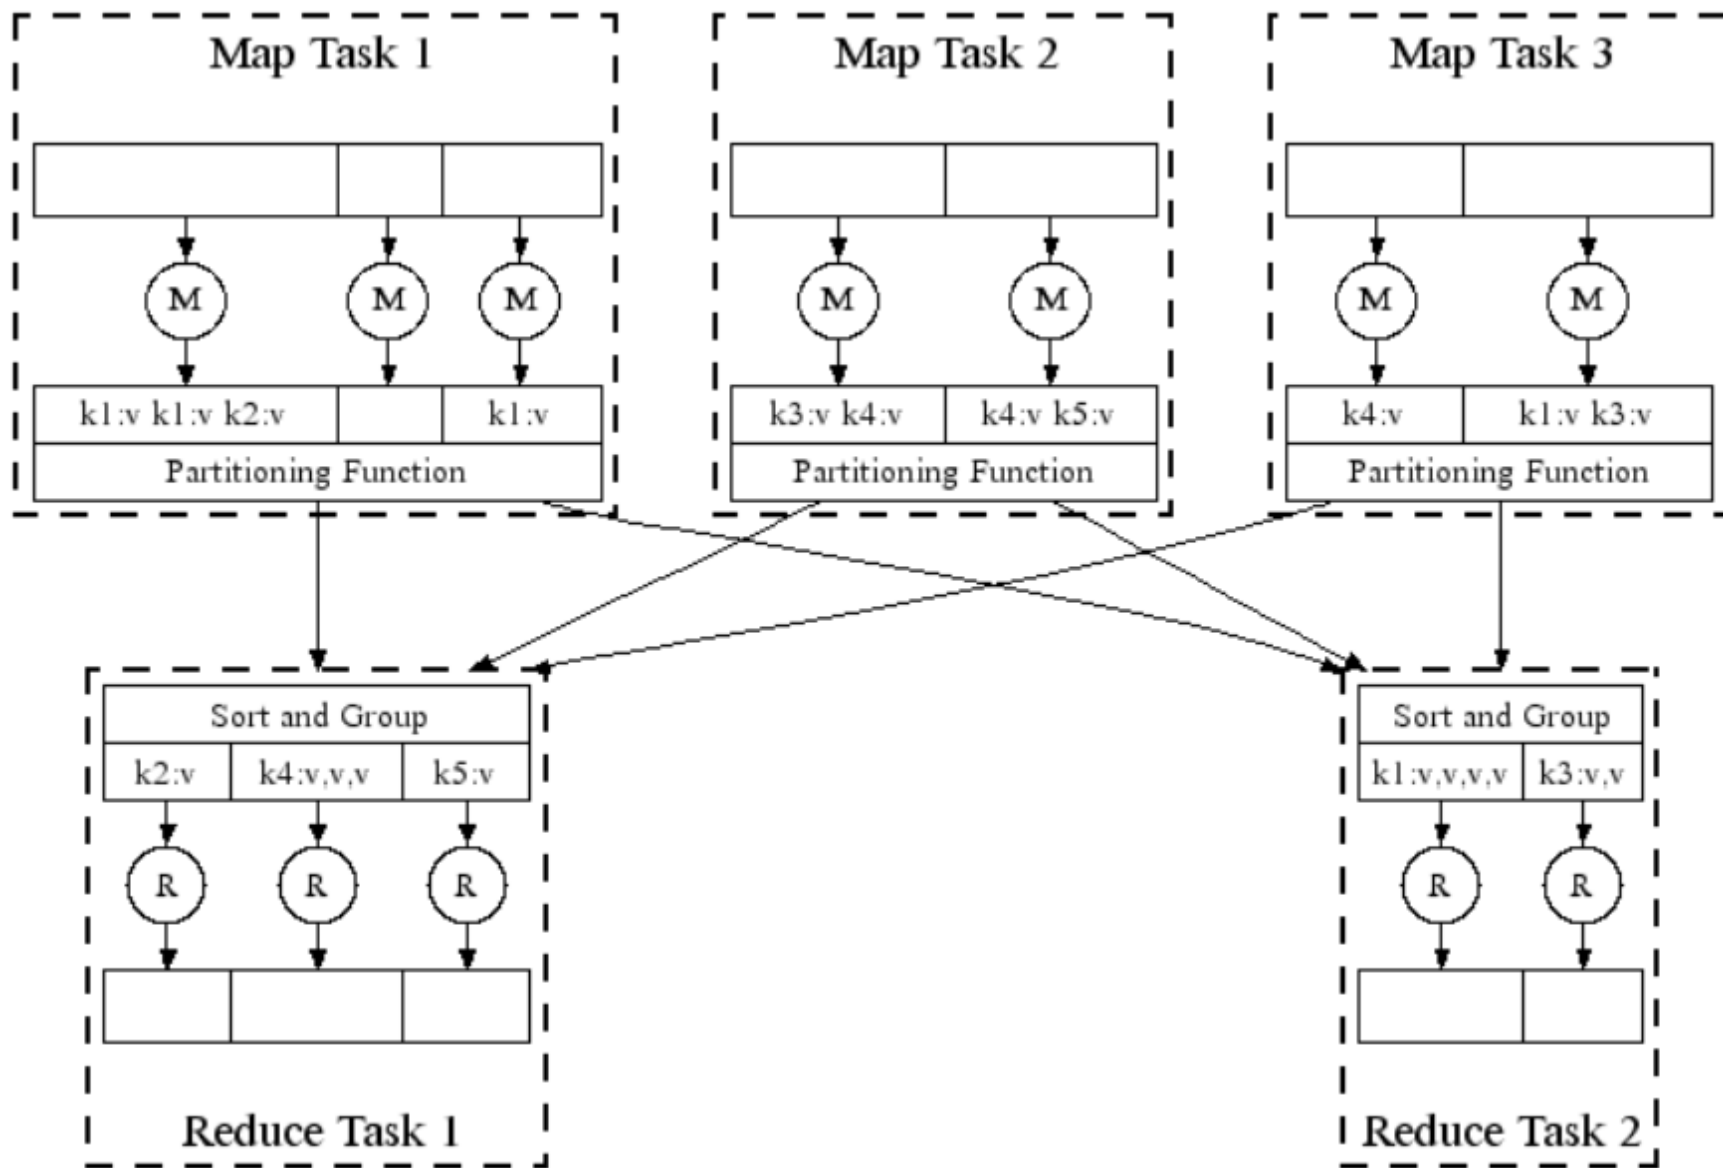 Map Task 1
Map Task 2
Map Task 3
M
M
M
M
M
M
M
k1:v k1:v k2:v
k1:v
k3:v k4:v
k4:v k5:v
k4:v
k1:v k3:v
Partitioning Function
Partitioning Function
Partitioning Function
Sort and Group
k2:v
k4:v,v,v
k5:v
R
R
R
Reduce Task 1
Sort and Group
k1:v,v,v,v
k3:v,v
R
R
Reduce Task 2